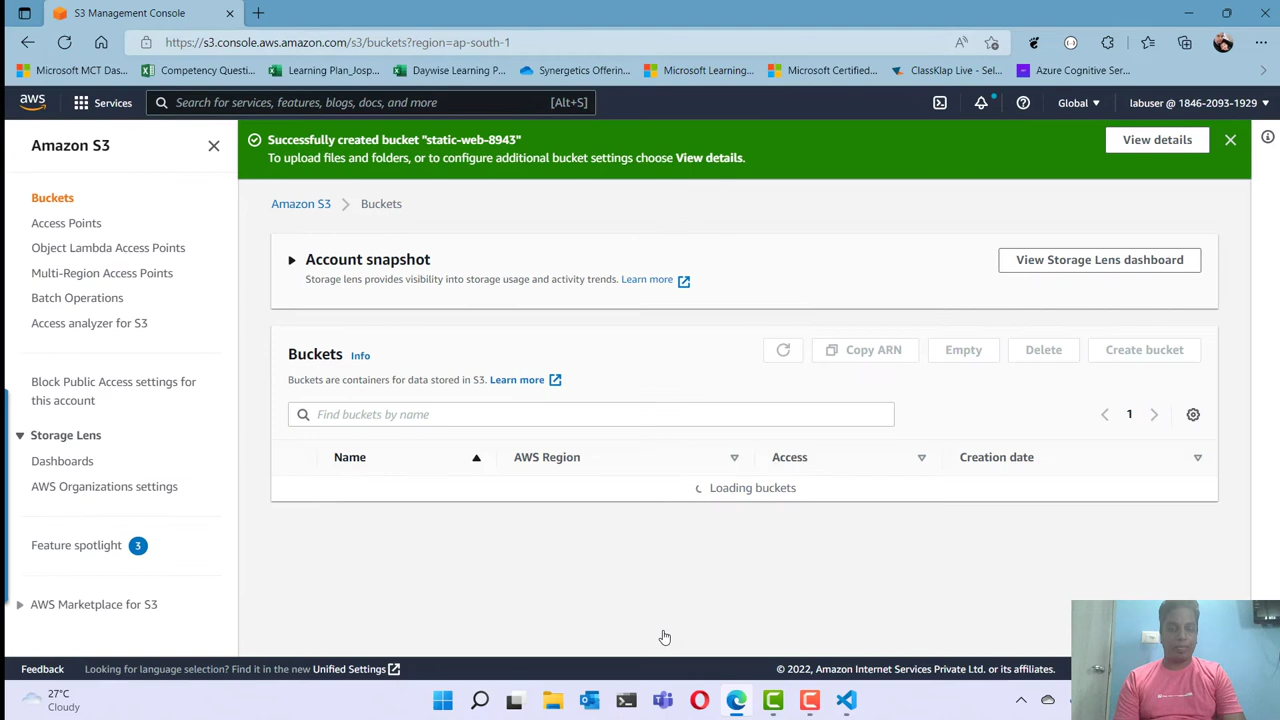 S3 Management Console
https://s3.console.aws.amazon.com/s3/buckets?region=ap-south-1
Microsoft MCT Das...
Competency Questi...
Learning Plan_Josp...
Daywise Learning P...
Synergetics Offerin...
Microsoft Learning...
Microsoft Certified...
ClassKlap Live - Sel...
Azure Cognitive Ser...
aws
Services
Search for services, features, blogs, docs, and more
[Alt+S]
Global
labuser @ 1846-2093-1929
Amazon S3
Buckets
Access Points
Object Lambda Access Points
Multi-Region Access Points
Batch Operations
Access analyzer for S3
Block Public Access settings for
this account
Storage Lens
Dashboards
AWS Organizations settings
Feature spotlight 3
AWS Marketplace for S3
Successfully created bucket "static-web-8943"
To upload files and folders, or to configure additional bucket settings choose View details.
View details
Amazon S3 > Buckets
Account snapshot
Storage lens provides visibility into storage usage and activity trends. Learn more
View Storage Lens dashboard
Buckets Info
Copy ARN
Empty
Delete
Create bucket
Buckets are containers for data stored in S3. Learn more
Find buckets by name
1
Name
AWS Region
Access
Creation date
Loading buckets
Feedback
Looking for language selection? Find it in the new Unified Settings
© 2022, Amazon Internet Services Private Ltd. or its affiliates.
27°C
Cloudy